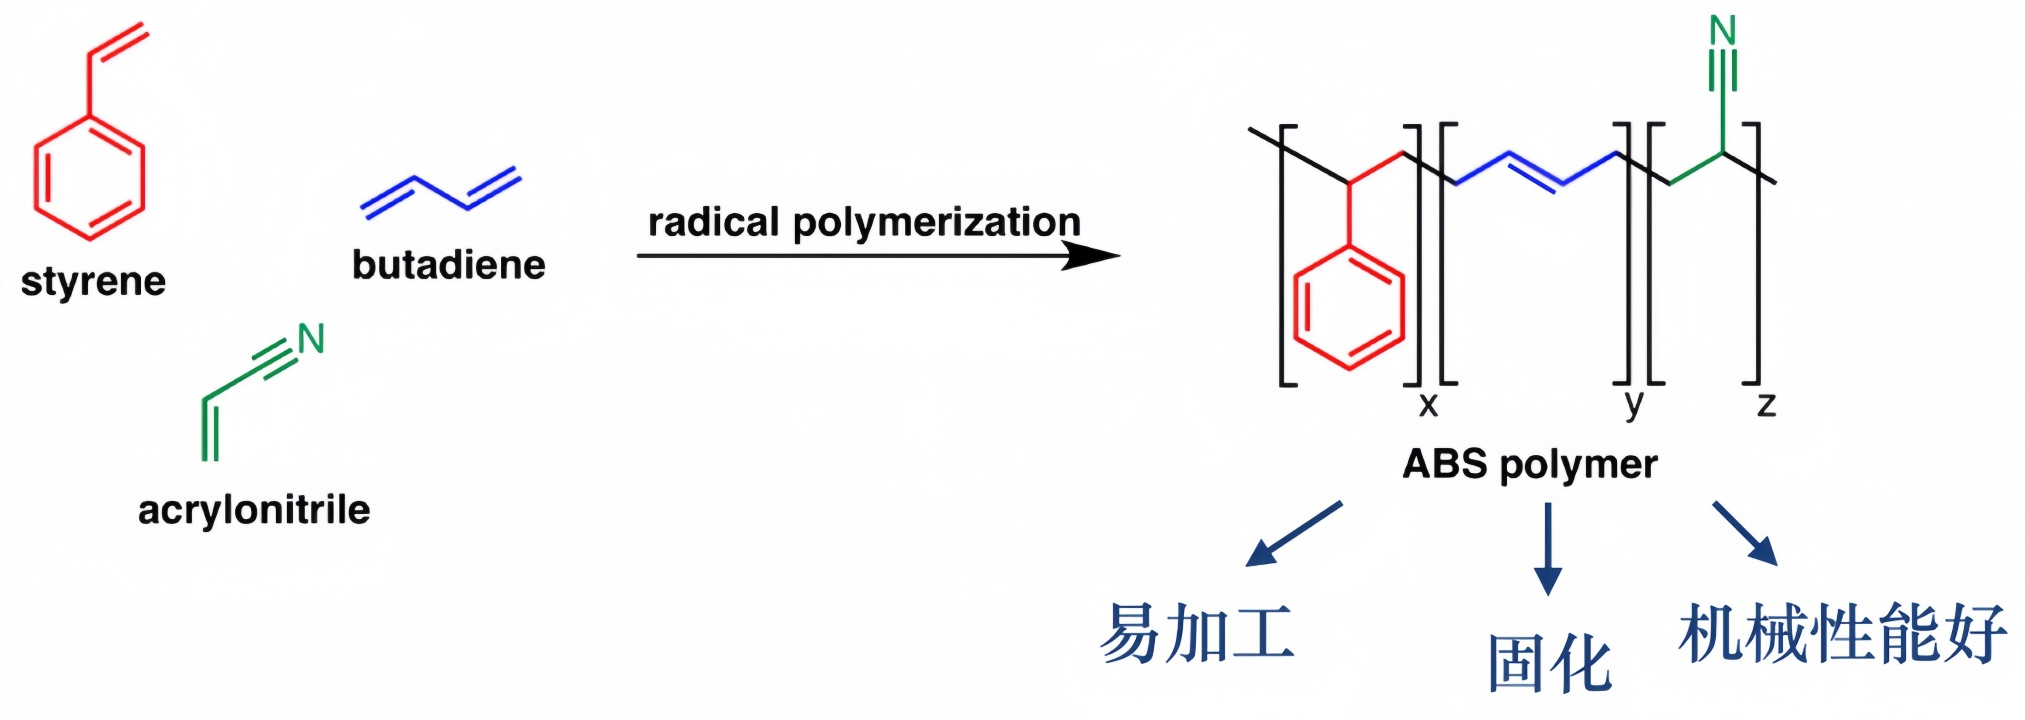 styrene
butadiene
N
acrylonitrile
radical polymerization
N
x
y
z
ABS polymer
易加工
固化
机械性能好